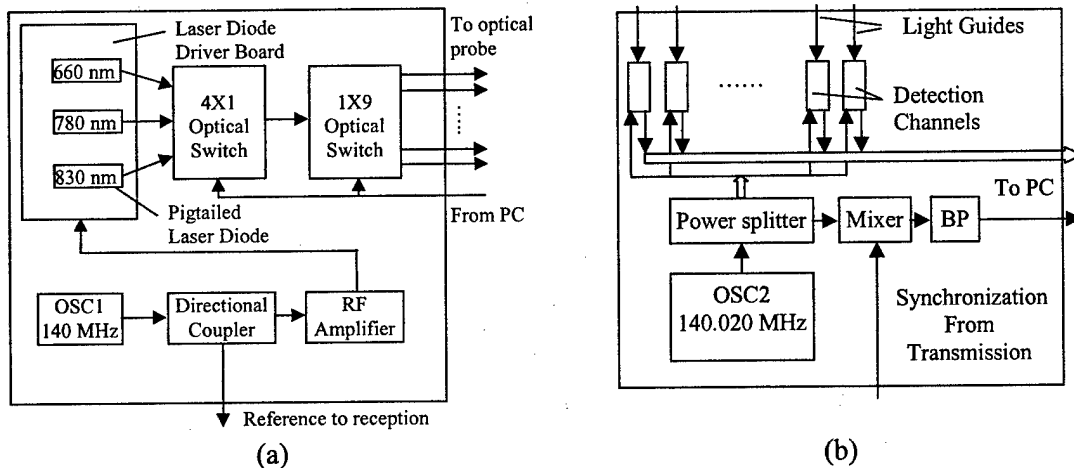 Laser Diode
Driver Board
660 nm
780 nm
830 nm
4X1
Optical
Switch
1X9
Optical
Switch
To optical
probe
......
From PC
Pigtailed
Laser Diode
OSC1
140 MHz
Directional
Coupler
RF
Amplifier
Reference to reception
(a)
Light Guides
......
Detection
Channels
To PC
Power splitter
Mixer
BP
OSC2
140.020 MHz
Synchronization
From
Transmission
(b)